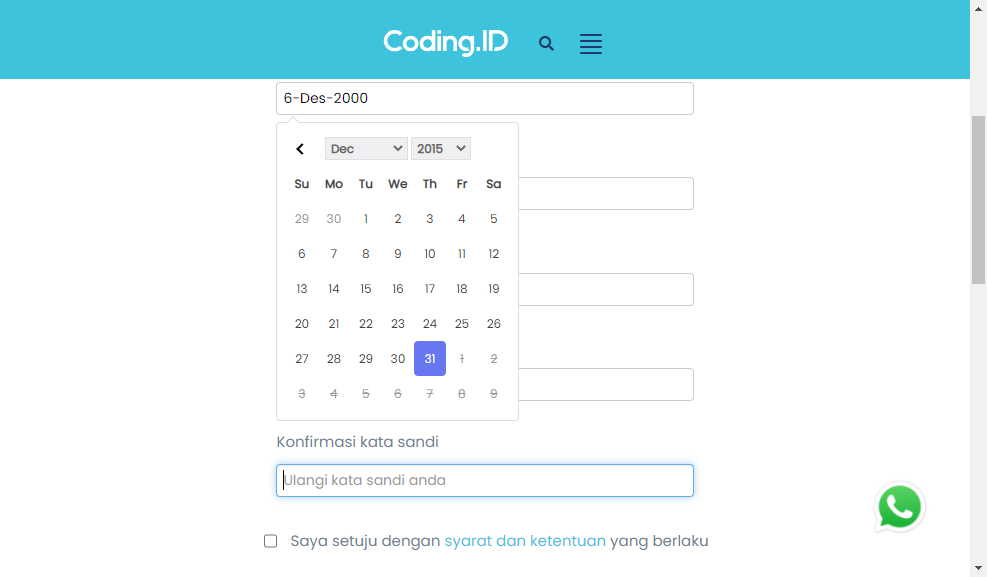 Coding.ID
6-Des-2000
Dec 2015
Su Mo Tu We Th Fr Sa
29 30 1 2 3 4 5
6 7 8 9 10 11 12
13 14 15 16 17 18 19
20 21 22 23 24 25 26
27 28 29 30 31 1 2
3 4 5 6 7 8 9
Konfirmasi kata sandi
Ulangi kata sandi anda
Saya setuju dengan syarat dan ketentuan yang berlaku